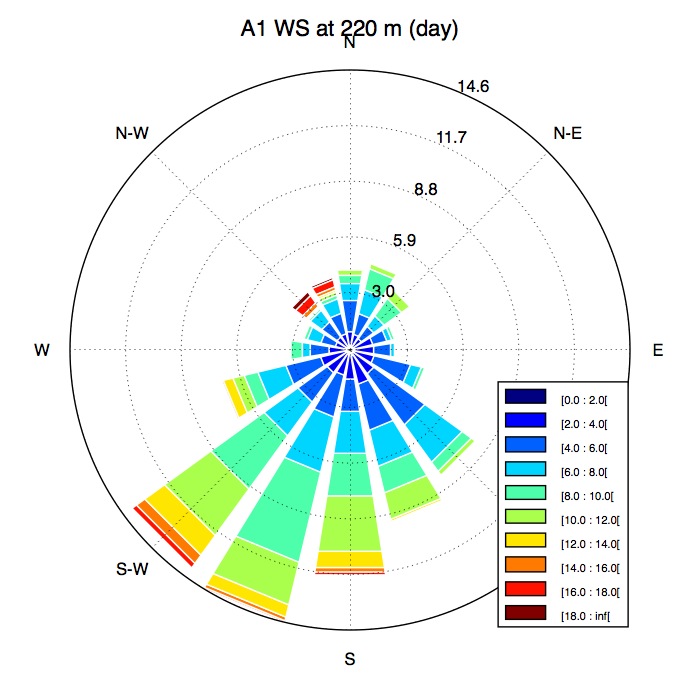 A1 WS at 220 m (day)
N
14.6
N-W
N-E
11.7
8.8
5.9
3.0
W
E
[0.0 : 2.0[
[2.0 : 4.0[
[4.0 : 6.0[
[6.0 : 8.0[
[8.0 : 10.0[
[10.0 : 12.0[
[12.0 : 14.0[
[14.0 : 16.0[
[16.0 : 18.0[
[18.0 : inf[
S-W
S